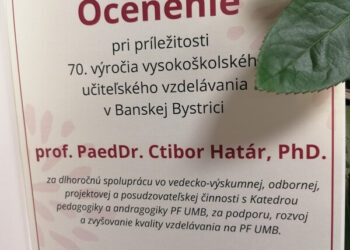 Ocenenie
pri príležitosti
70. výročia vysokoškolského
učiteľského vzdelávania
v Banskej Bystrici
prof. PaedDr. Ctibor Határ, PhD.
za dlhoročnú spoluprácu vo vedecko-výskumnej, odbornej,
projektovej a posudzovateľskej činnosti s Katedrou
pedagogiky a andragogiky PF UMB, za podporu, rozvoj
a zvyšovanie kvality vzdelávania na PF UMB.